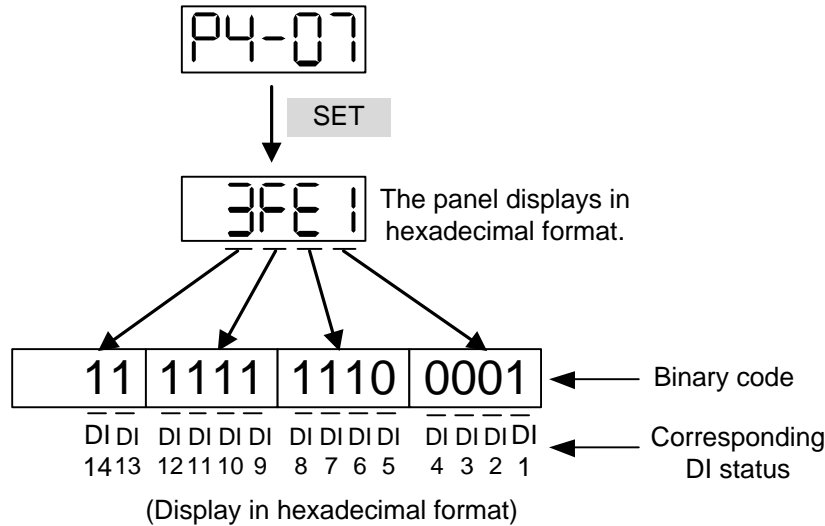 P4-07
SET
3FE1
The panel displays in
hexadecimal format.
11 1111 1110 0001
Binary code
DI DI DI DI DI DI DI DI DI DI DI DI DI DI
14 13 12 11 10 9 8 7 6 5 4 3 2 1
Corresponding
DI status
(Display in hexadecimal format)